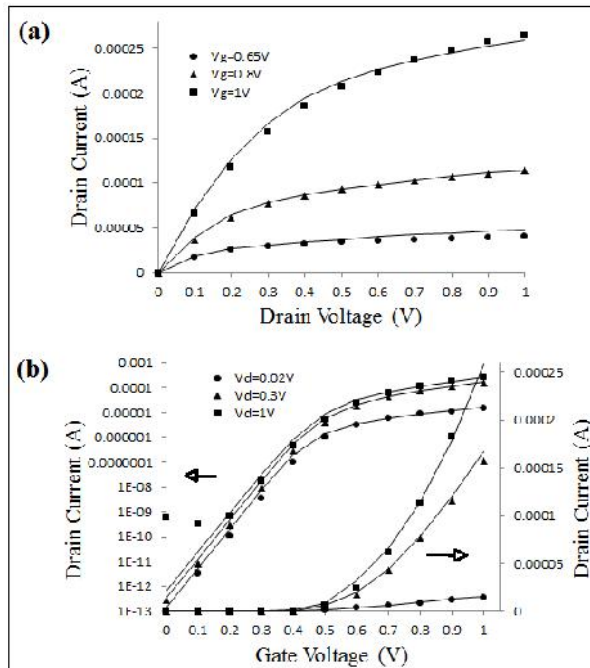 (a)
0.00025
0.0002
0.00015
0.0001
0.00005
0
Drain Current (A)
Vg=0.65V
Vg=0.8V
Vg=1V
0 0.1 0.2 0.3 0.4 0.5 0.6 0.7 0.8 0.9 1
Drain Voltage (V)
(b)
0.001
0.0001
0.00001
0.000001
0.0000001
1E-08
1E-09
1E-10
1E-11
1E-12
1E-13
Drain Current (A)
Vd=0.02V
Vd=0.3V
Vd=1V
0.00025
0.0002
0.00015
0.0001
0.00005
0
Drain Current (A)
0 0.1 0.2 0.3 0.4 0.5 0.6 0.7 0.8 0.9 1
Gate Voltage (V)